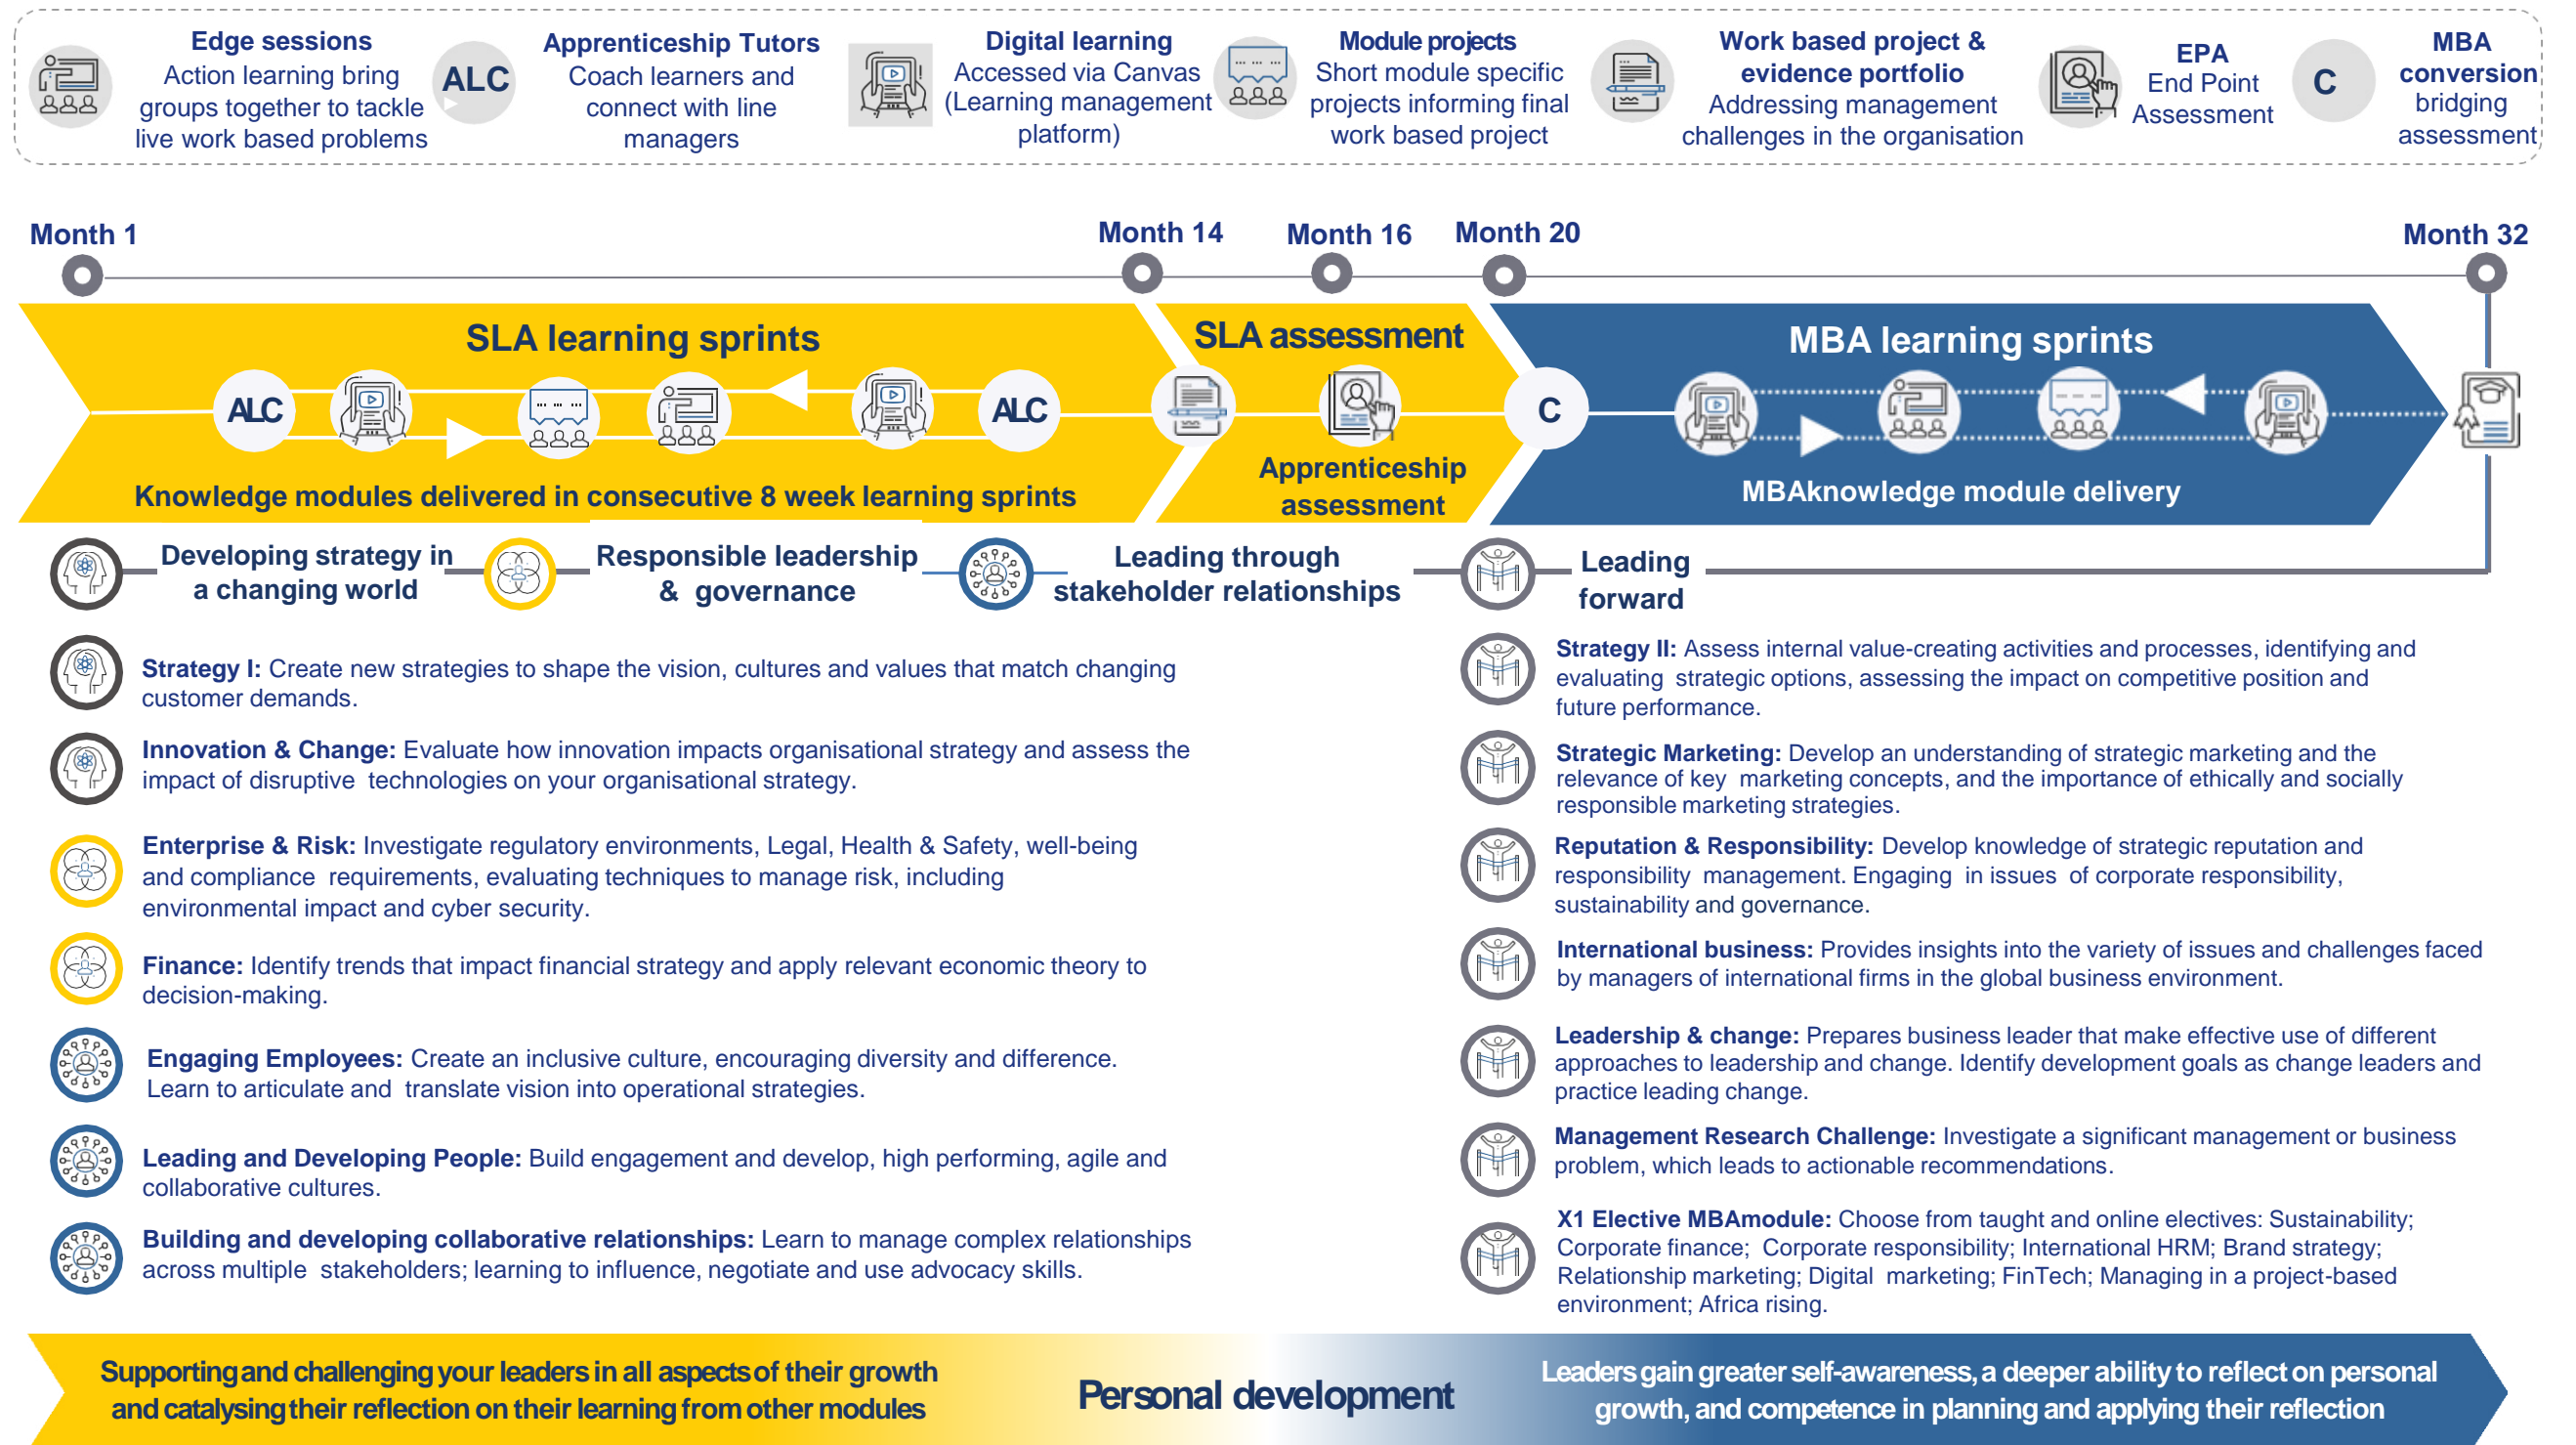 Edge sessions
Action learning bring
groups together to tackle
live work based problems
ALC
Apprenticeship Tutors
Coach learners and
connect with line
managers
Digital learning
Accessed via Canvas
(Learning management
platform)
Module projects
Short module specific
projects informing final
work based project
Work based project &
evidence portfolio
Addressing management
challenges in the organisation
EPA
End Point
Assessment
C
MBA
conversion
bridging
assessment
Month 1
Month 14
Month 16
Month 20
Month 32
SLA learning sprints
ALC
ALC
Knowledge modules delivered in consecutive 8 week learning sprints
SLA assessment
Apprenticeship
assessment
C
MBA learning sprints
MBAknowledge module delivery
Developing strategy in
a changing world
Responsible leadership
& governance
Leading through
stakeholder relationships
Leading
forward
Strategy I: Create new strategies to shape the vision, cultures and values that match changing
customer demands.
Innovation & Change: Evaluate how innovation impacts organisational strategy and assess the
impact of disruptive technologies on your organisational strategy.
Enterprise & Risk: Investigate regulatory environments, Legal, Health & Safety, well-being
and compliance requirements, evaluating techniques to manage risk, including
environmental impact and cyber security.
Finance: Identify trends that impact financial strategy and apply relevant economic theory to
decision-making.
Engaging Employees: Create an inclusive culture, encouraging diversity and difference.
Learn to articulate and translate vision into operational strategies.
Leading and Developing People: Build engagement and develop, high performing, agile and
collaborative cultures.
Building and developing collaborative relationships: Learn to manage complex relationships
across multiple stakeholders; learning to influence, negotiate and use advocacy skills.
Strategy II: Assess internal value-creating activities and processes, identifying and
evaluating strategic options, assessing the impact on competitive position and
future performance.
Strategic Marketing: Develop an understanding of strategic marketing and the
relevance of key marketing concepts, and the importance of ethically and socially
responsible marketing strategies.
Reputation & Responsibility: Develop knowledge of strategic reputation and
responsibility management. Engaging in issues of corporate responsibility,
sustainability and governance.
International business: Provides insights into the variety of issues and challenges faced
by managers of international firms in the global business environment.
Leadership & change: Prepares business leader that make effective use of different
approaches to leadership and change. Identify development goals as change leaders and
practice leading change.
Management Research Challenge: Investigate a significant management or business
problem, which leads to actionable recommendations.
X1 Elective MBAmodule: Choose from taught and online electives: Sustainability;
Corporate finance; Corporate responsibility; International HRM; Brand strategy;
Relationship marketing; Digital marketing; FinTech; Managing in a project-based
environment; Africa rising.
Supporting and challenging your leaders in all aspects of their growth
and catalysing their reflection on their learning from other modules
Personal development
Leaders gain greater self-awareness, a deeper ability to reflect on personal
growth, and competence in planning and applying their reflection